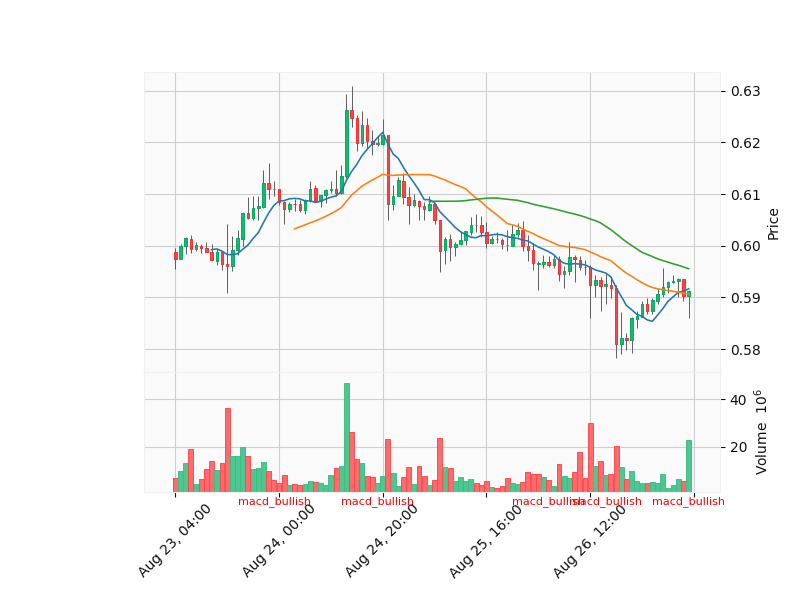 0.63
0.62
0.61
0.60
0.59
0.58
Price
40
20
Volume 10^6
macd_bullish macd_bullish macd_bullish macd_bullish macd_bullish
Aug 23, 04:00
Aug 24, 00:00
Aug 24, 20:00
Aug 25, 16:00
Aug 26, 12:00